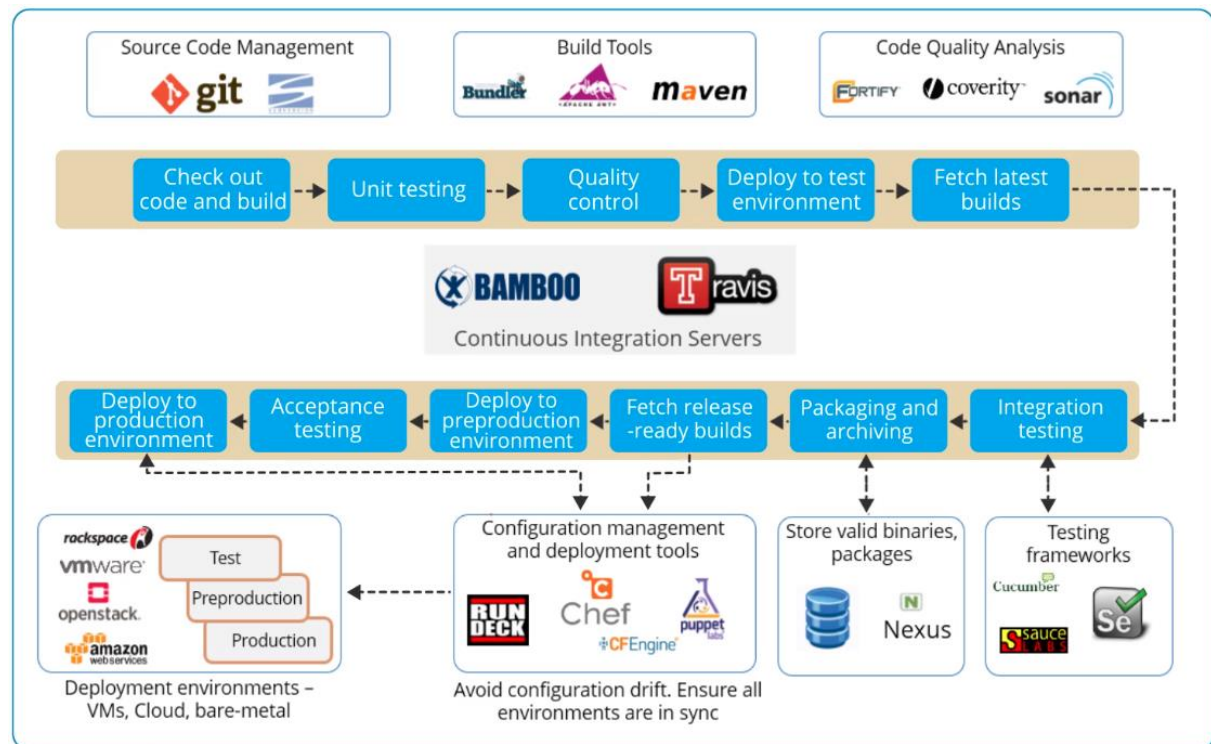 Source Code Management
git
SUBVERSION
Build Tools
Bundler
APACHE ANT
maven
Code Quality Analysis
FORTIFY
coverity
sonar
Check out
code and build
Unit testing
Quality
control
Deploy to test
environment
Fetch latest
builds
BAMBOO
Travis
Continuous Integration Servers
Deploy to
production
environment
Acceptance
testing
Deploy to
preproduction
environment
Fetch release
-ready builds
Packaging and
archiving
Integration
testing
rackspace
vmware
openstack.
amazon
webservices
Test
Preproduction
Production
Deployment environments –
VMs, Cloud, bare-metal
Configuration management
and deployment tools
RUN
DECK
Chef
CFEngine
puppet
labs
Avoid configuration drift. Ensure all
environments are in sync
Store valid binaries,
packages
N
Nexus
Testing
frameworks
Cucumber
sauce
LABS
Se